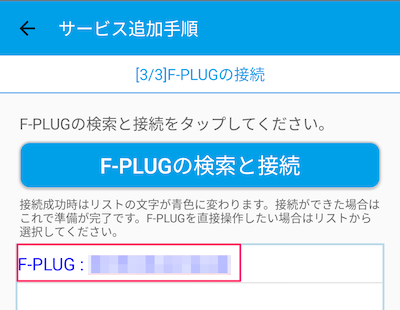 サービス追加手順
[3/3]F-PLUGの接続
F-PLUGの検索と接続をタップしてください。
F-PLUGの検索と接続
接続成功時はリストの文字が青色に変わります。接続ができた場合は
これで準備が完了です。F-PLUGを直接操作したい場合はリストから
選択してください。
F-PLUG :